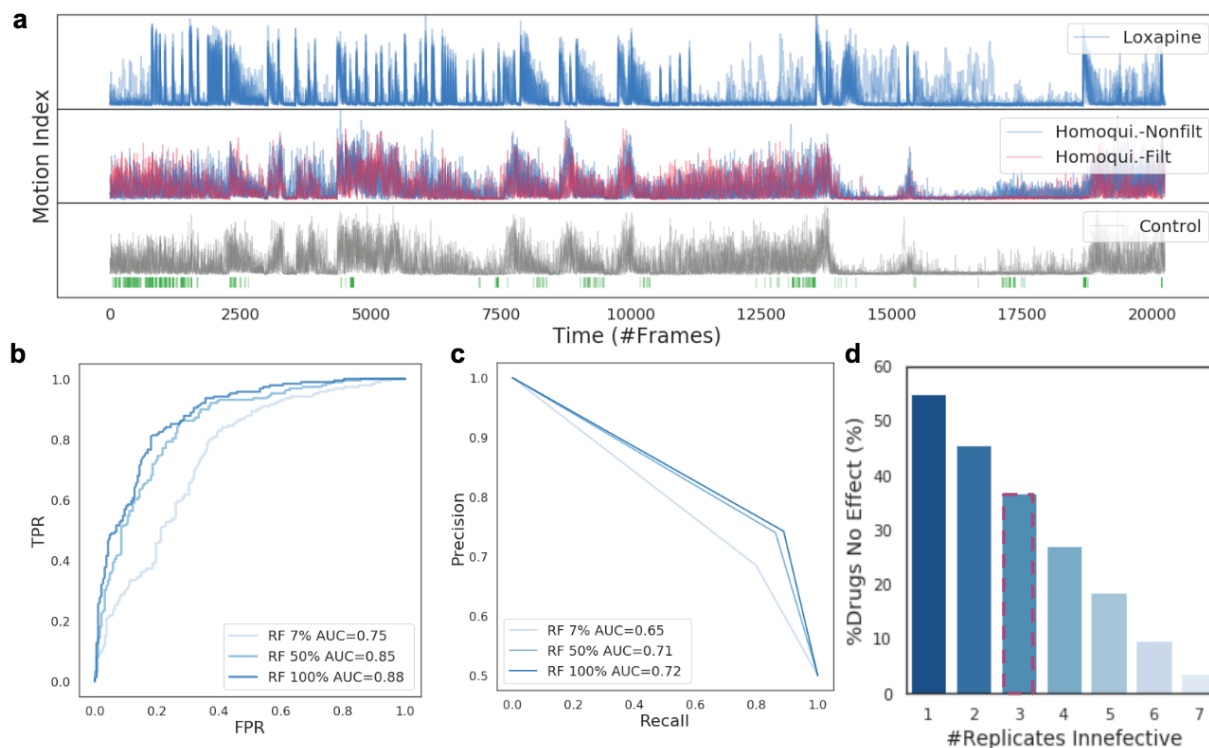 a
Motion Index
Loxapine
Homoqui.-Nonfilt
Homoqui.-Filt
Control
0 2500 5000 7500 10000 12500 15000 17500 20000
Time (#Frames)
b
TPR
1.0
0.8
0.6
0.4
0.2
0.0
RF 7% AUC=0.75
RF 50% AUC=0.85
RF 100% AUC=0.88
0.0 0.2 0.4 0.6 0.8 1.0
FPR
c
Precision
1.0
0.9
0.8
0.7
0.6
0.5
RF 7% AUC=0.65
RF 50% AUC=0.71
RF 100% AUC=0.72
0.0 0.2 0.4 0.6 0.8 1.0
Recall
d
%Drugs No Effect (%)
60
50
40
30
20
10
0
1 2 3 4 5 6 7
#Replicates Innefective